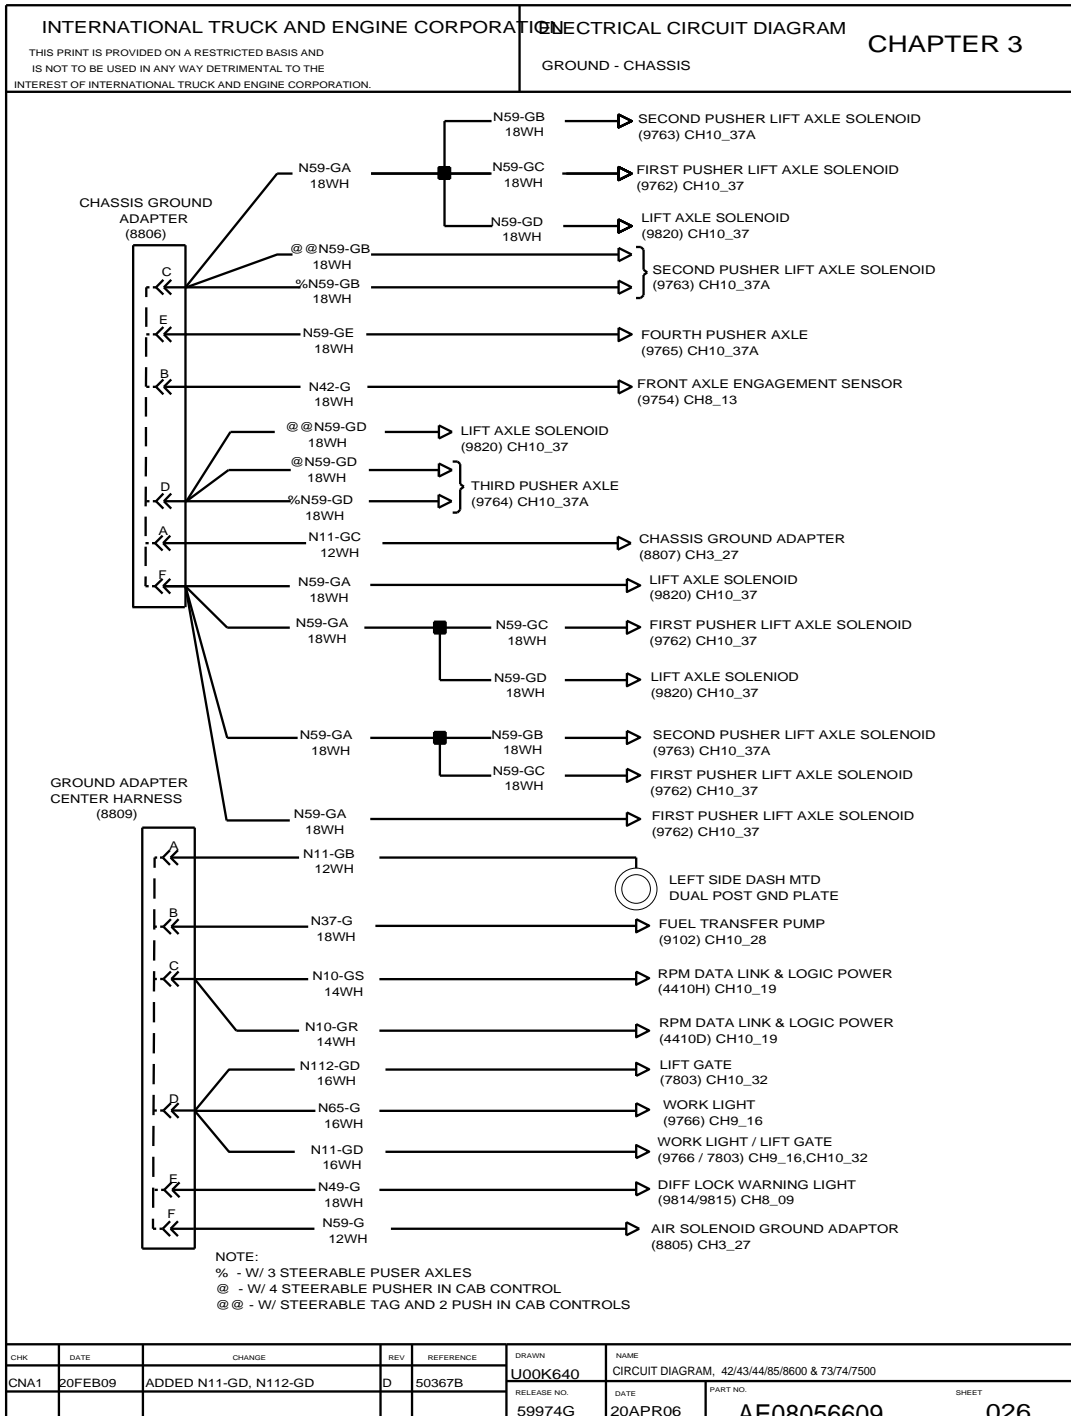 INTERNATIONAL TRUCK AND ENGINE CORPORATION
THIS PRINT IS PROVIDED ON A RESTRICTED BASIS AND
IS NOT TO BE USED IN ANY WAY DETRIMENTAL TO THE
INTEREST OF INTERNATIONAL TRUCK AND ENGINE CORPORATION.
ELECTRICAL CIRCUIT DIAGRAM
GROUND - CHASSIS
CHAPTER 3
CHASSIS GROUND
ADAPTER
(8806)
N59-GA
18WH
N59-GB
18WH
SECOND PUSHER LIFT AXLE SOLENOID
(9763) CH10_37A
N59-GC
18WH
FIRST PUSHER LIFT AXLE SOLENOID
(9762) CH10_37
N59-GD
18WH
LIFT AXLE SOLENOID
(9820) CH10_37
C
@@N59-GB
18WH
%N59-GB
18WH
SECOND PUSHER LIFT AXLE SOLENOID
(9763) CH10_37A
E
N59-GE
18WH
FOURTH PUSHER AXLE
(9765) CH10_37A
B
N42-G
18WH
FRONT AXLE ENGAGEMENT SENSOR
(9754) CH8_13
@@N59-GD
18WH
LIFT AXLE SOLENOID
(9820) CH10_37
D
@N59-GD
18WH
%N59-GD
18WH
THIRD PUSHER AXLE
(9764) CH10_37A
A
N11-GC
12WH
CHASSIS GROUND ADAPTER
(8807) CH3_27
F
N59-GA
18WH
LIFT AXLE SOLENOID
(9820) CH10_37
N59-GA
18WH
N59-GC
18WH
FIRST PUSHER LIFT AXLE SOLENOID
(9762) CH10_37
N59-GD
18WH
LIFT AXLE SOLENIOD
(9820) CH10_37
N59-GA
18WH
N59-GB
18WH
SECOND PUSHER LIFT AXLE SOLENOID
(9763) CH10_37A
N59-GC
18WH
FIRST PUSHER LIFT AXLE SOLENOID
(9762) CH10_37
N59-GA
18WH
FIRST PUSHER LIFT AXLE SOLENOID
(9762) CH10_37
GROUND ADAPTER
CENTER HARNESS
(8809)
A
N11-GB
12WH
LEFT SIDE DASH MTD
DUAL POST GND PLATE
B
N37-G
18WH
FUEL TRANSFER PUMP
(9102) CH10_28
C
N10-GS
14WH
RPM DATA LINK & LOGIC POWER
(4410H) CH10_19
N10-GR
14WH
RPM DATA LINK & LOGIC POWER
(4410D) CH10_19
N112-GD
16WH
LIFT GATE
(7803) CH10_32
D
N65-G
16WH
WORK LIGHT
(9766) CH9_16
N11-GD
16WH
WORK LIGHT / LIFT GATE
(9766 / 7803) CH9_16,CH10_32
E
N49-G
18WH
DIFF LOCK WARNING LIGHT
(9814/9815) CH8_09
F
N59-G
12WH
AIR SOLENOID GROUND ADAPTOR
(8805) CH3_27
NOTE:
% - W/ 3 STEERABLE PUSER AXLES
@ - W/ 4 STEERABLE PUSHER IN CAB CONTROL
@@ - W/ STEERABLE TAG AND 2 PUSH IN CAB CONTROLS
CHK DATE CHANGE REV REFERENCE
CNA1 20FEB09 ADDED N11-GD, N112-GD D 50367B
DRAWN
U00K640
NAME
CIRCUIT DIAGRAM, 42/43/44/85/8600 & 73/74/7500
RELEASE NO.
59974G
DATE
20APR06
PART NO.
AE08056609
SHEET
026